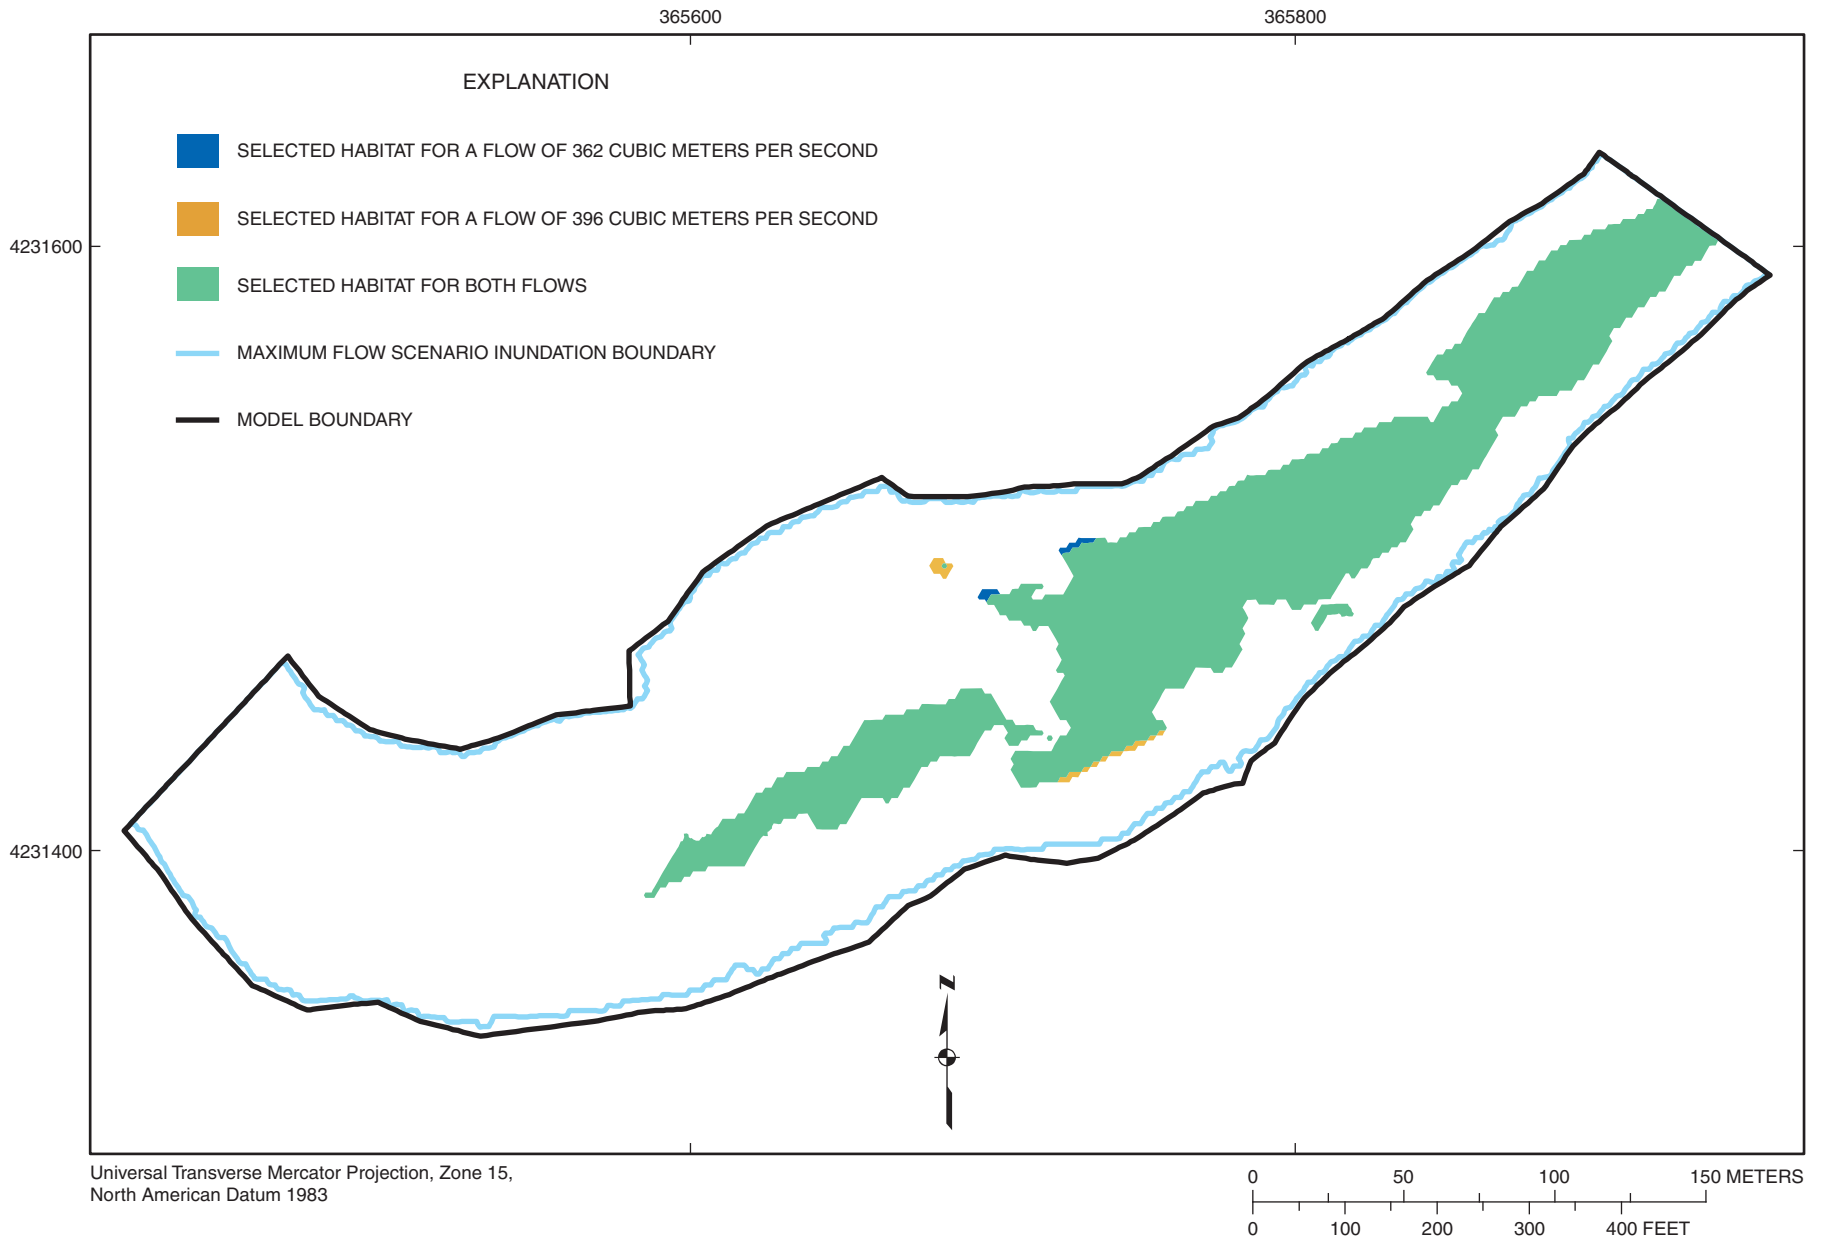 365600 365800
EXPLANATION
SELECTED HABITAT FOR A FLOW OF 362 CUBIC METERS PER SECOND
SELECTED HABITAT FOR A FLOW OF 396 CUBIC METERS PER SECOND
4231600
SELECTED HABITAT FOR BOTH FLOWS
MAXIMUM FLOW SCENARIO INUNDATION BOUNDARY
MODEL BOUNDARY
4231400
N
Universal Transverse Mercator Projection, Zone 15,
North American Datum 1983
0 50 100 150 METERS
0 100 200 300 400 FEET